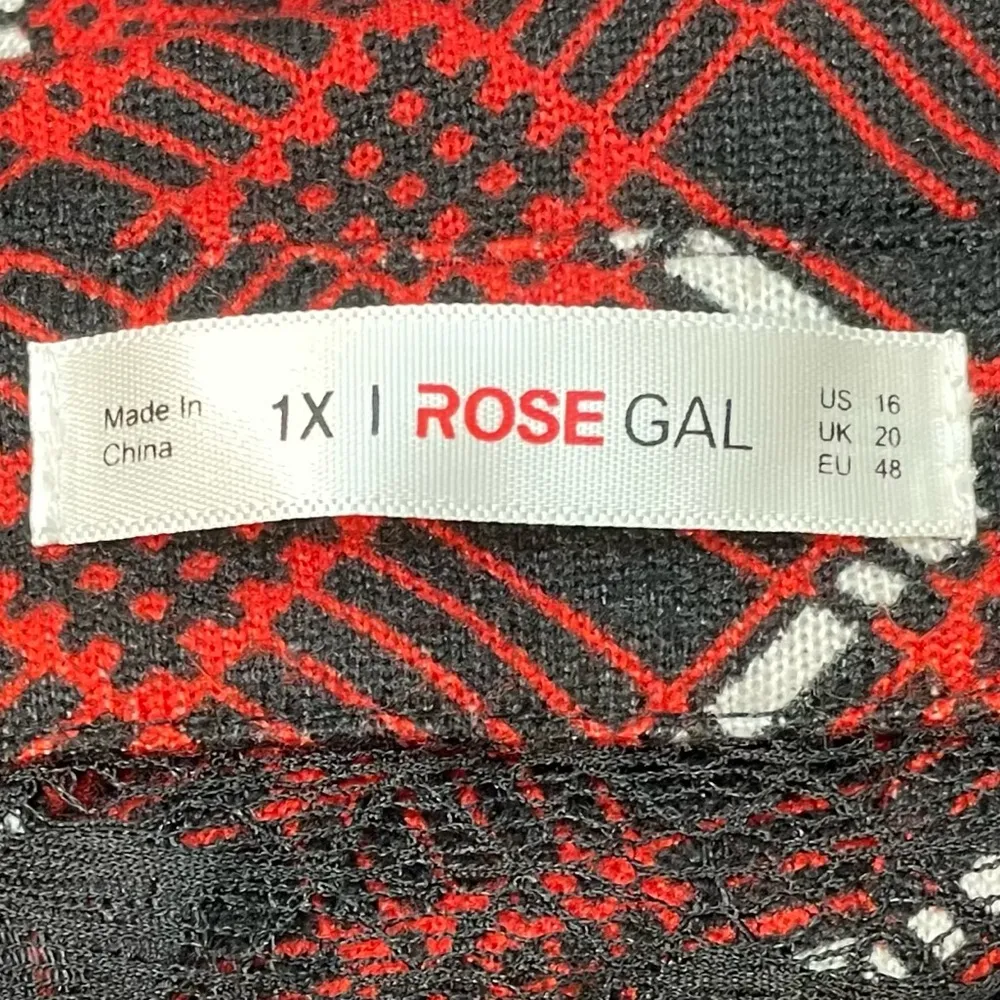 Made In
China
1X | ROSE GAL
US 16
UK 20
EU 48